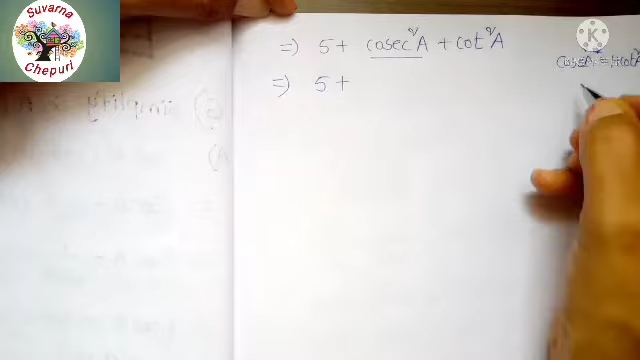 Suvarna
Chepuri
K
⇒ 5 + cosec²A + cot²A
cosec²A = 1+cot²A
⇒ 5 +